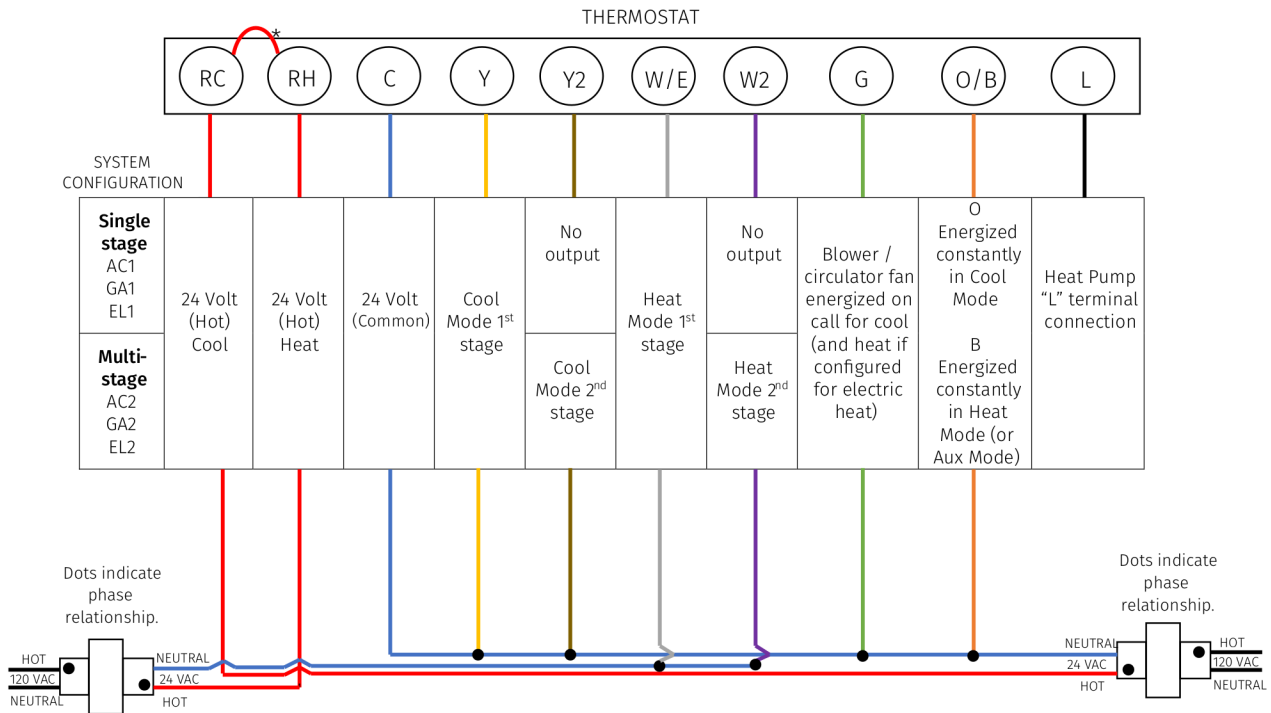 THERMOSTAT
*
RC RH C Y Y2 W/E W2 G O/B L
SYSTEM
CONFIGURATION
Single
stage
AC1
GA1
EL1
Multi-
stage
AC2
GA2
EL2
24 Volt
(Hot)
Cool
24 Volt
(Hot)
Heat
24 Volt
(Common)
Cool
Mode 1st
stage
No
output
Cool
Mode 2nd
stage
Heat
Mode 1st
stage
No
output
Heat
Mode 2nd
stage
Blower /
circulator fan
energized on
call for cool
(and heat if
configured
for electric
heat)
O
Energized
constantly
in Cool
Mode
B
Energized
constantly
in Heat
Mode (or
Aux Mode)
Heat Pump
“L” terminal
connection
Dots indicate
phase
relationship.
HOT
120 VAC
NEUTRAL
NEUTRAL
24 VAC
HOT
Dots indicate
phase
relationship.
NEUTRAL
24 VAC
HOT
HOT
120 VAC
NEUTRAL